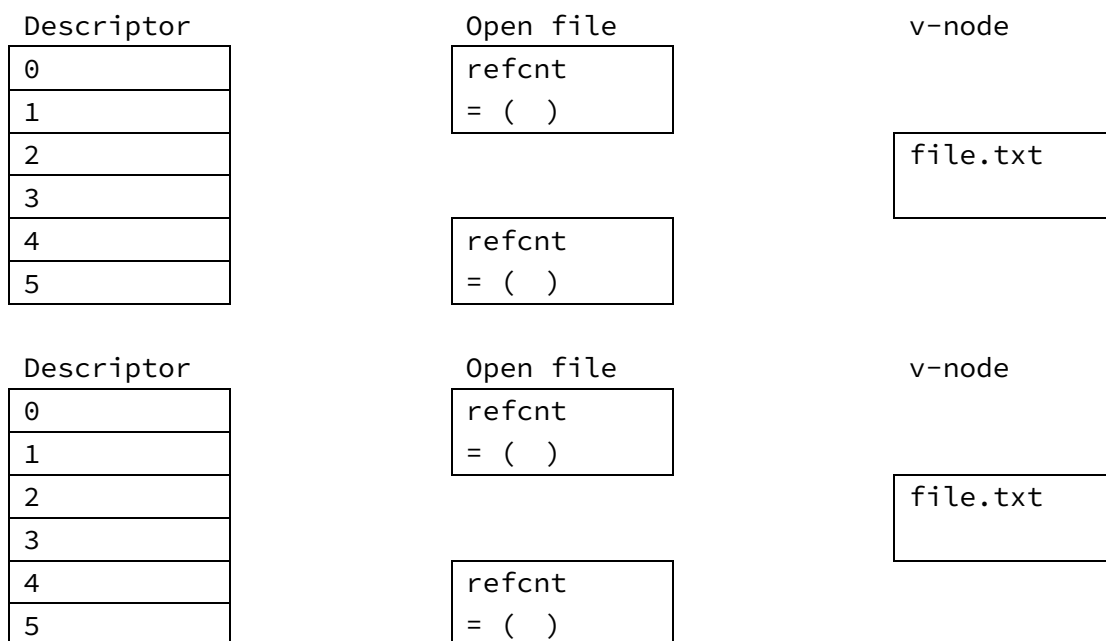 Descriptor Open file v-node
0 refcnt
1 = ( )
2 file.txt
3
4 refcnt
5 = ( )
Descriptor Open file v-node
0 refcnt
1 = ( )
2 file.txt
3
4 refcnt
5 = ( )